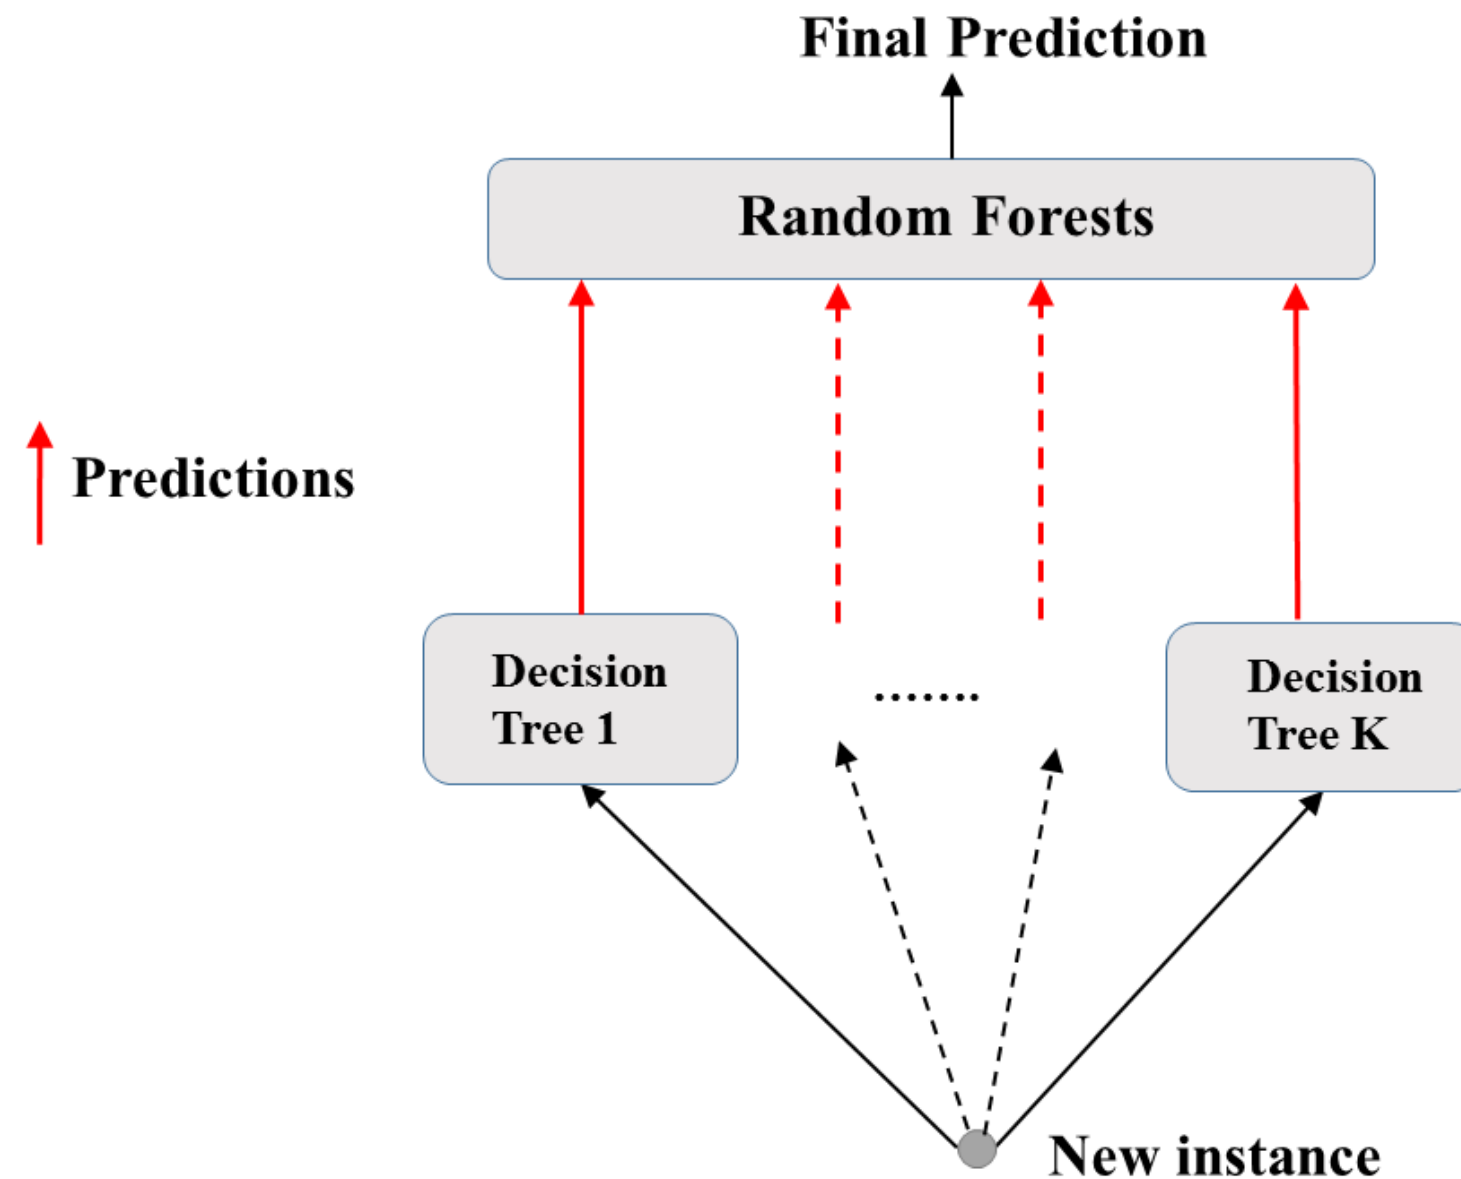 Final Prediction
Random Forests
Predictions
Decision
Tree 1
.......
Decision
Tree K
New instance